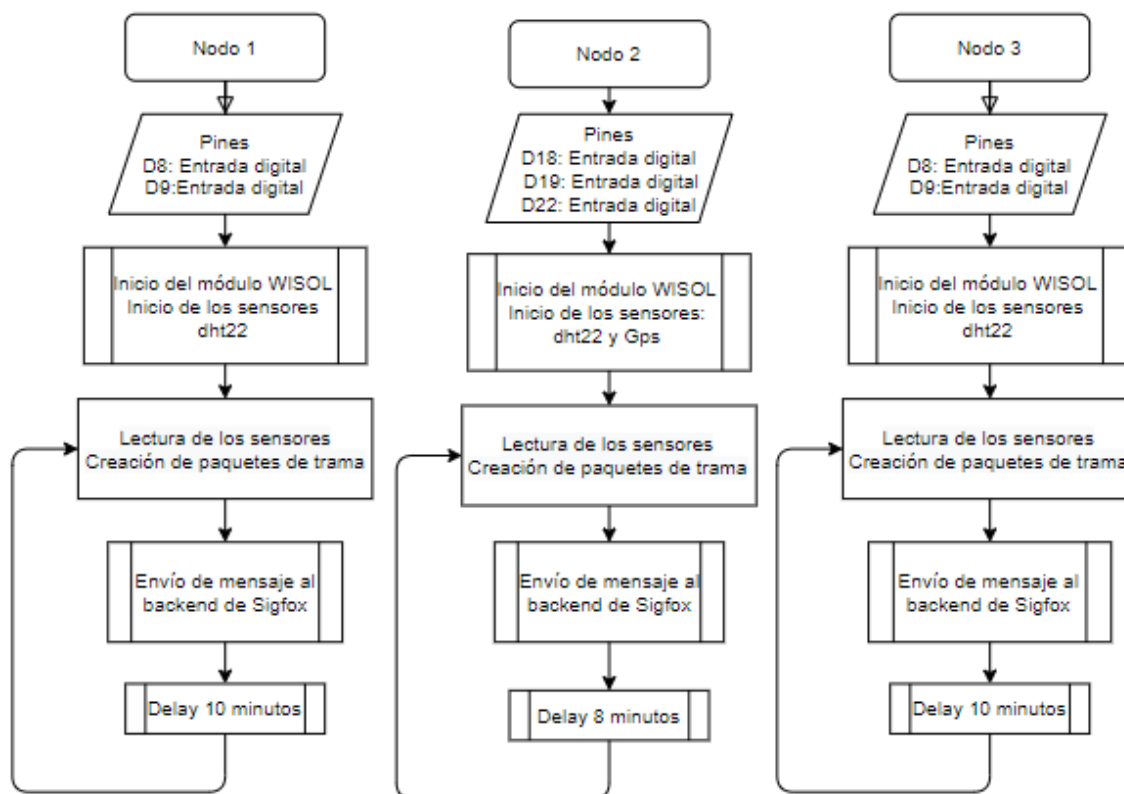 Nodo 1
Pines
D8: Entrada digital
D9:Entrada digital
Inicio del módulo WISOL
Inicio de los sensores
dht22
Lectura de los sensores
Creación de paquetes de trama
Envío de mensaje al
backend de Sigfox
Delay 10 minutos
Nodo 2
Pines
D18: Entrada digital
D19: Entrada digital
D22: Entrada digital
Inicio del módulo WISOL
Inicio de los sensores:
dht22 y Gps
Lectura de los sensores
Creación de paquetes de trama
Envío de mensaje al
backend de Sigfox
Delay 8 minutos
Nodo 3
Pines
D8: Entrada digital
D9:Entrada digital
Inicio del módulo WISOL
Inicio de los sensores
dht22
Lectura de los sensores
Creación de paquetes de trama
Envío de mensaje al
backend de Sigfox
Delay 10 minutos